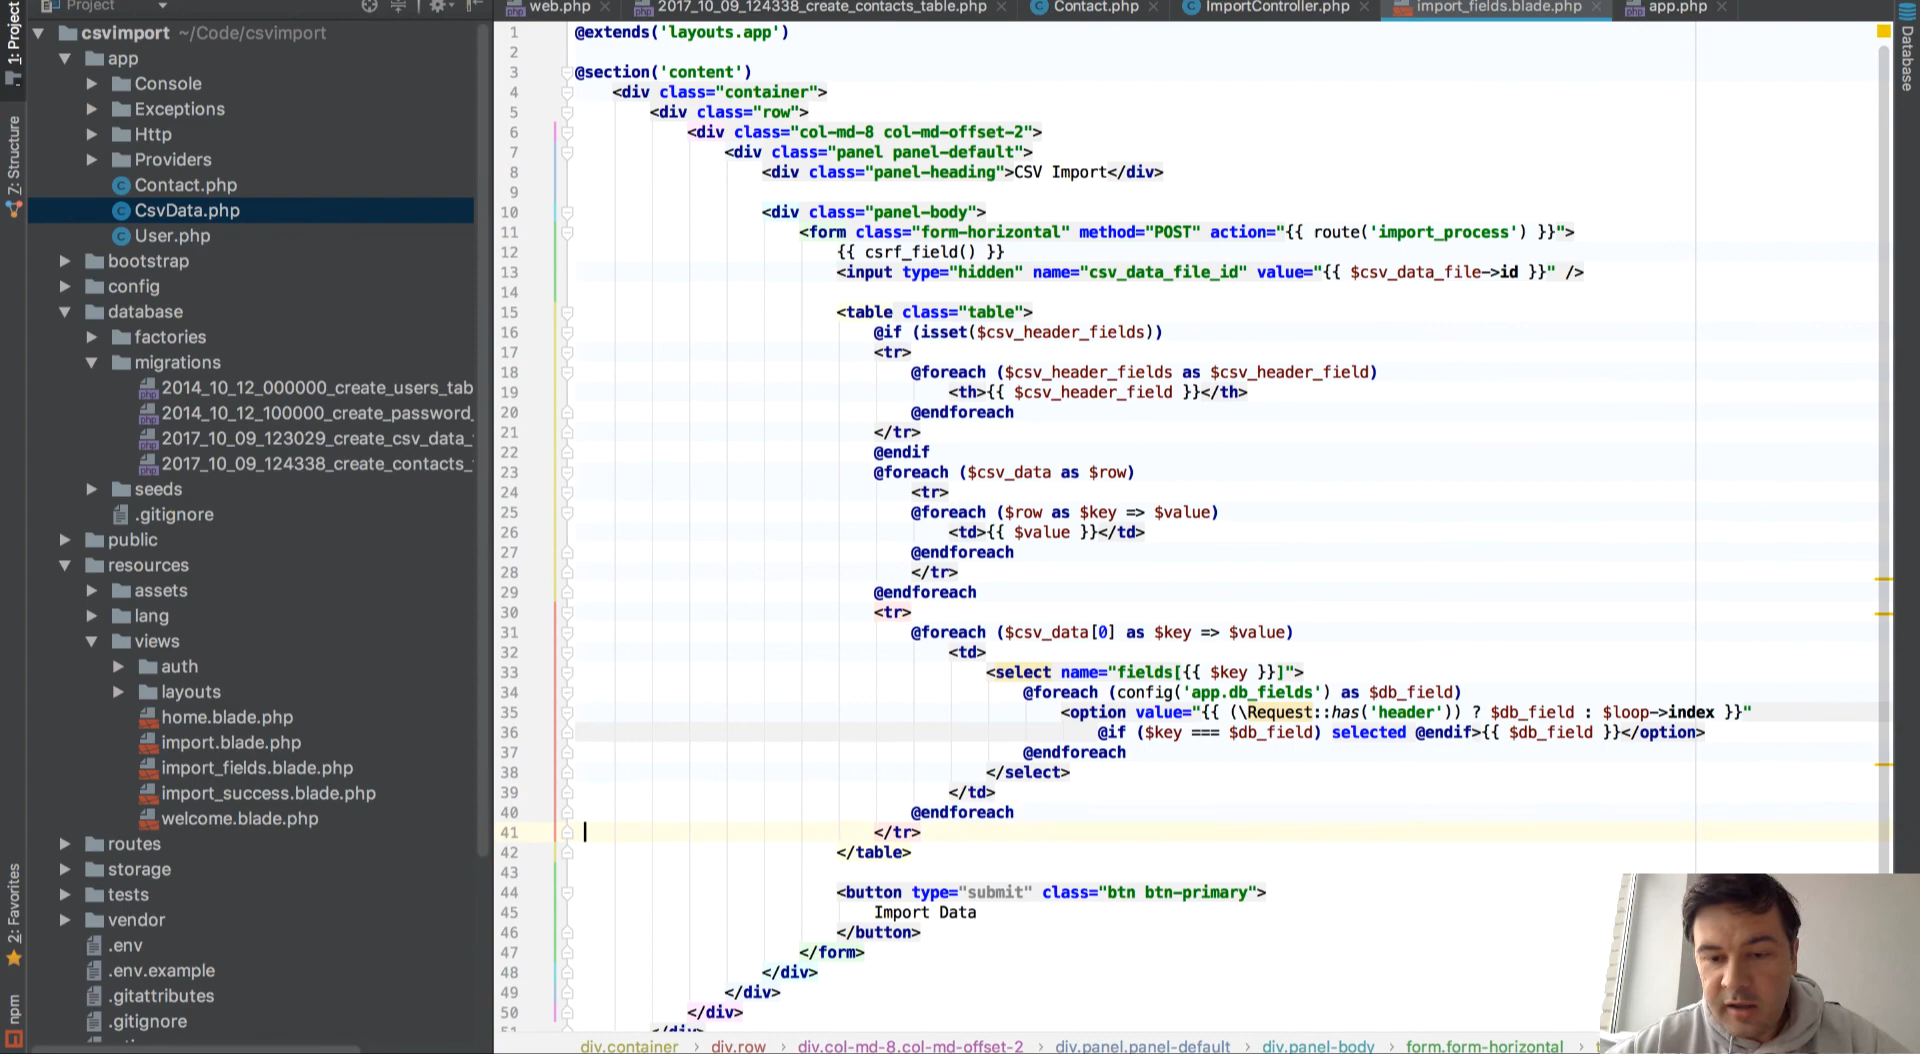 Project
web.php
2017_10_09_124338_create_contacts_table.php
Contact.php
ImportController.php
import_fields.blade.php
app.php
1: Project
7: Structure
2: Favorites
npm
Database
csvimport ~/Code/csvimport
app
Console
Exceptions
Http
Providers
Contact.php
CsvData.php
User.php
bootstrap
config
database
factories
migrations
2014_10_12_000000_create_users_tab
2014_10_12_100000_create_password_
2017_10_09_123029_create_csv_data_
2017_10_09_124338_create_contacts_
seeds
.gitignore
public
resources
assets
lang
views
auth
layouts
home.blade.php
import.blade.php
import_fields.blade.php
import_success.blade.php
welcome.blade.php
routes
storage
tests
vendor
.env
.env.example
.gitattributes
.gitignore
1 @extends('layouts.app')
2
3 @section('content')
4 <div class="container">
5 <div class="row">
6 <div class="col-md-8 col-md-offset-2">
7 <div class="panel panel-default">
8 <div class="panel-heading">CSV Import</div>
9
10 <div class="panel-body">
11 <form class="form-horizontal" method="POST" action="{{ route('import_process') }}">
12 {{ csrf_field() }}
13 <input type="hidden" name="csv_data_file_id" value="{{ $csv_data_file->id }}" />
14
15 <table class="table">
16 @if (isset($csv_header_fields))
17 <tr>
18 @foreach ($csv_header_fields as $csv_header_field)
19 <th>{{ $csv_header_field }}</th>
20 @endforeach
21 </tr>
22 @endif
23 @foreach ($csv_data as $row)
24 <tr>
25 @foreach ($row as $key => $value)
26 <td>{{ $value }}</td>
27 @endforeach
28 </tr>
29 @endforeach
30 <tr>
31 @foreach ($csv_data[0] as $key => $value)
32 <td>
33 <select name="fields[{{ $key }}]">
34 @foreach (config('app.db_fields') as $db_field)
35 <option value="{{ (\Request::has('header')) ? $db_field : $loop->index }}"
36 @if ($key === $db_field) selected @endif>{{ $db_field }}</option>
37 @endforeach
38 </select>
39 </td>
40 @endforeach
41 </tr>
42 </table>
43
44 <button type="submit" class="btn btn-primary">
45 Import Data
46 </button>
47 </form>
48 </div>
49 </div>
50 </div>
51 </div>
div.container › div.row › div.col-md-8.col-md-offset-2 › div.panel.panel-default › div.panel-body › form.form-horizontal ›